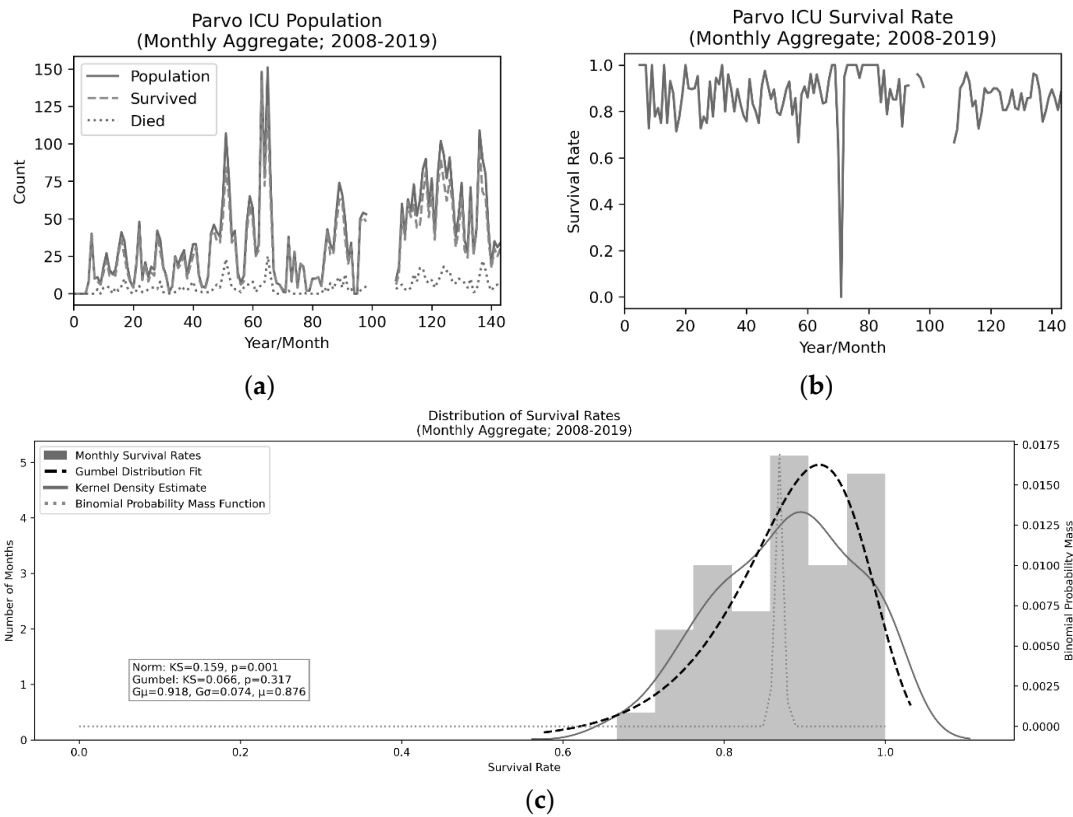 Parvo ICU Population
(Monthly Aggregate; 2008-2019)
Population
Survived
Died
150
125
100
75
50
25
0
Count
0 20 40 60 80 100 120 140
Year/Month
(a)
Parvo ICU Survival Rate
(Monthly Aggregate; 2008-2019)
1.0
0.8
0.6
0.4
0.2
0.0
Survival Rate
0 20 40 60 80 100 120 140
Year/Month
(b)
Distribution of Survival Rates
(Monthly Aggregate; 2008-2019)
Monthly Survival Rates
Gumbel Distribution Fit
Kernel Density Estimate
Binomial Probability Mass Function
5
4
3
2
1
0
Number of Months
Norm: KS=0.159, p=0.001
Gumbel: KS=0.066, p=0.317
Gμ=0.918, Gσ=0.074, μ=0.876
0.0175
0.0150
0.0125
0.0100
0.0075
0.0050
0.0025
0.0000
Binomial Probability Mass
0.0 0.2 0.4 0.6 0.8 1.0
Survival Rate
(c)